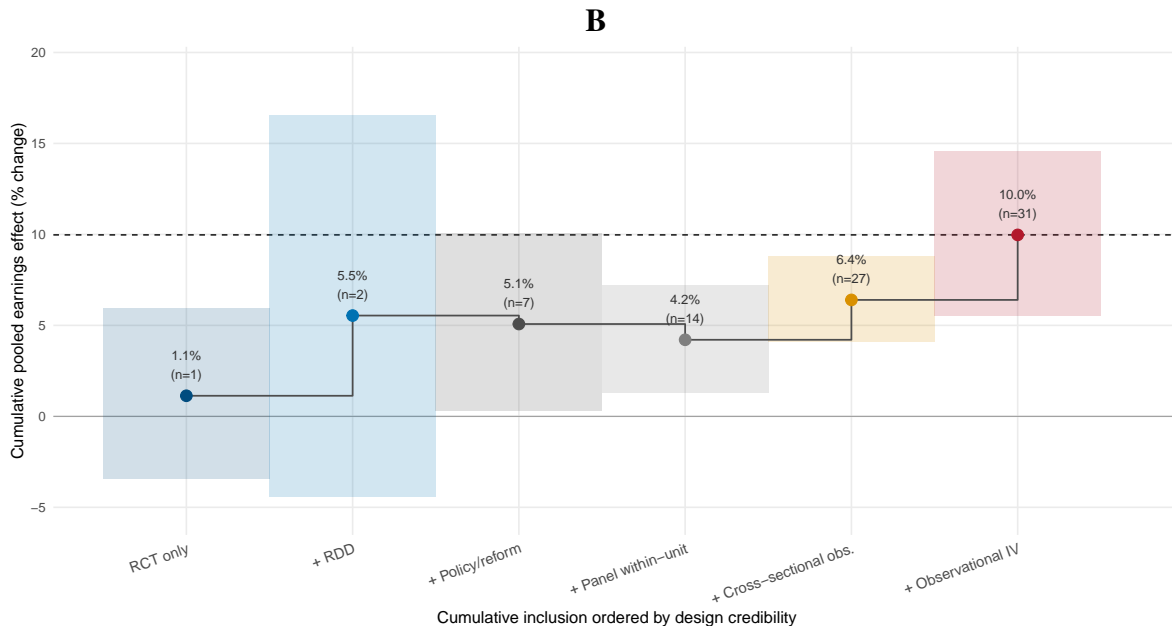 B
Cumulative pooled earnings effect (% change)
20
15
10
5
0
−5
1.1%
(n=1)
5.5%
(n=2)
5.1%
(n=7)
4.2%
(n=14)
6.4%
(n=27)
10.0%
(n=31)
RCT only
+ RDD
+ Policy/reform
+ Panel within−unit
+ Cross−sectional obs.
+ Observational IV
Cumulative inclusion ordered by design credibility